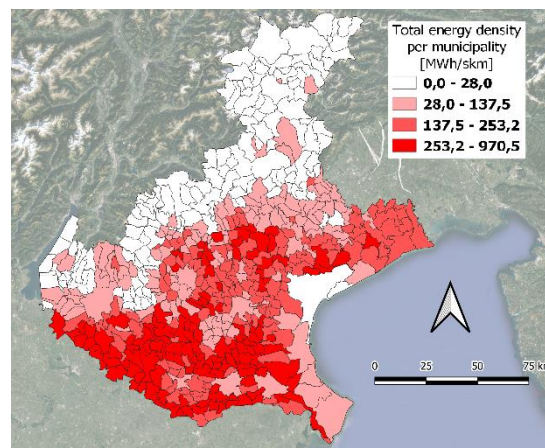 Total energy density
per municipality
[MWh/skm]
0,0 - 28,0
28,0 - 137,5
137,5 - 253,2
253,2 - 970,5
0 25 50 75 km